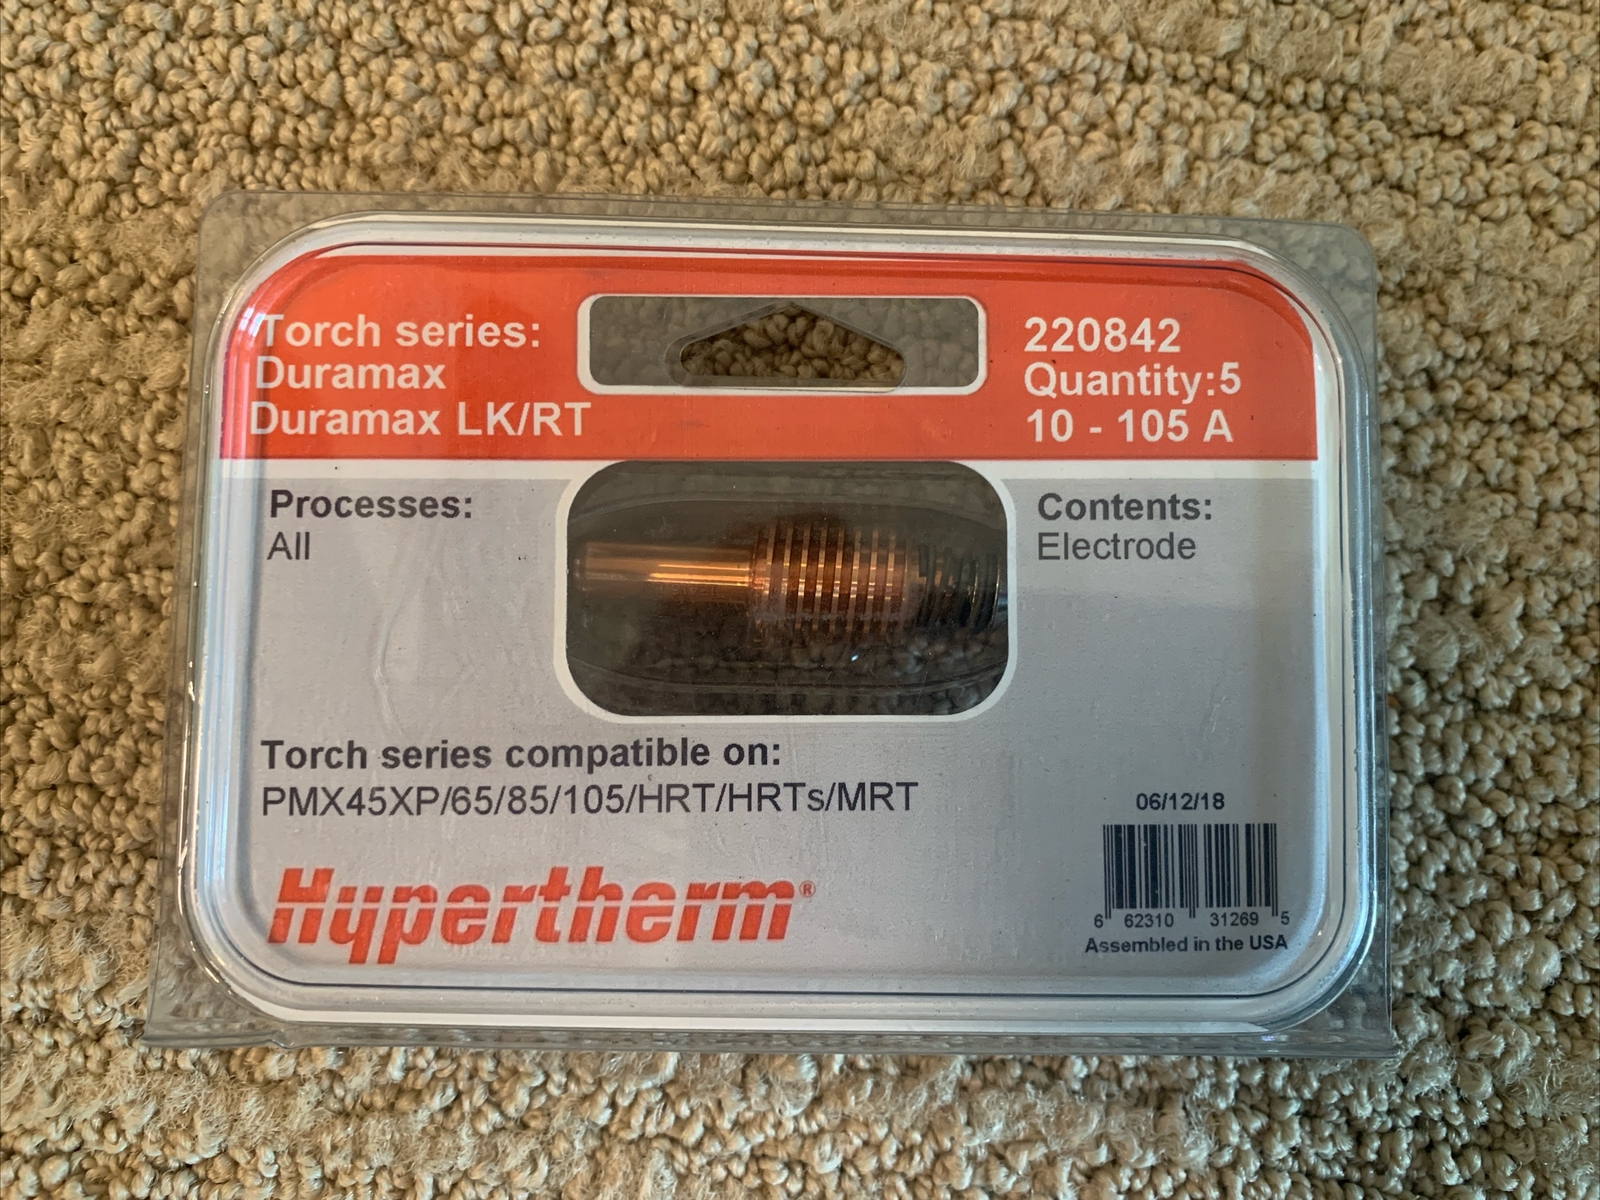 Torch series:
Duramax
Duramax LK/RT
220842
Quantity:5
10 - 105 A
Processes:
All
Contents:
Electrode
Torch series compatible on:
PMX45XP/65/85/105/HRT/HRTs/MRT
Hypertherm®
06/12/18
6 62310 31269 5
Assembled in the USA